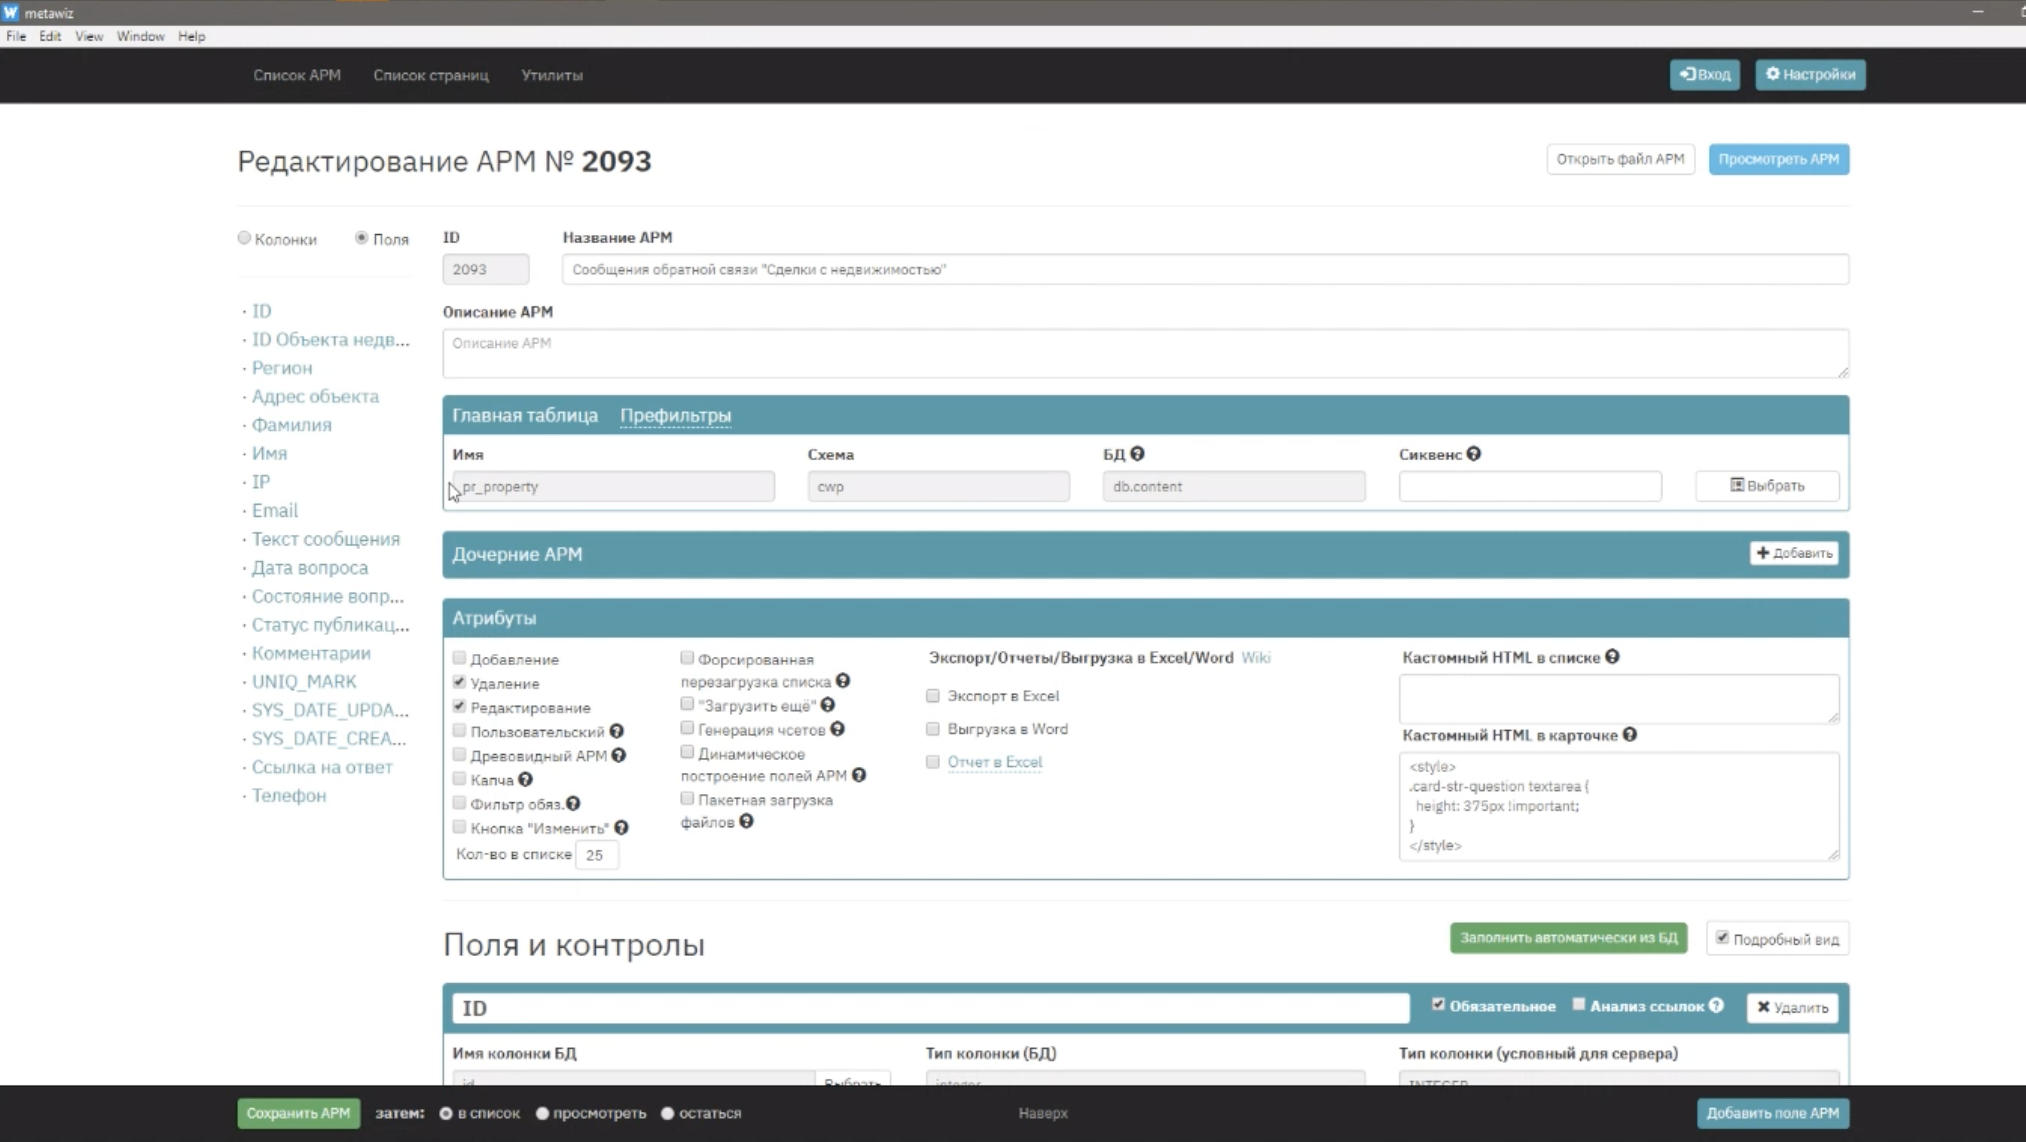 metawiz
File Edit View Window Help
Список АРМ Список страниц Утилиты Вход Настройки
Редактирование АРМ № 2093 Открыть файл АРМ Просмотреть АРМ
Колонки Поля
· ID
· ID Объекта недв...
· Регион
· Адрес объекта
· Фамилия
· Имя
· IP
· Email
· Текст сообщения
· Дата вопроса
· Состояние вопр...
· Статус публикац...
· Комментарии
· UNIQ_MARK
· SYS_DATE_UPDA...
· SYS_DATE_CREA...
· Ссылка на ответ
· Телефон
ID Название АРМ
2093 Сообщения обратной связи "Сделки с недвижимостью"
Описание АРМ
Описание АРМ
Главная таблица Префильтры
Имя Схема БД Сиквенс
pr_property cwp db.content Выбрать
Дочерние АРМ Добавить
Атрибуты
Добавление
Удаление
Редактирование
Пользовательский
Древовидный АРМ
Капча
Фильтр обяз.
Кнопка "Изменить"
Кол-во в списке 25
Форсированная
перезагрузка списка
"Загрузить ещё"
Генерация чсетов
Динамическое
построение полей АРМ
Пакетная загрузка
файлов
Экспорт/Отчеты/Выгрузка в Excel/Word Wiki
Экспорт в Excel
Выгрузка в Word
Отчет в Excel
Кастомный HTML в списке
Кастомный HTML в карточке
<style>
.card-str-question textarea {
height: 375px !important;
}
</style>
Поля и контролы Заполнить автоматически из БД Подробный вид
ID Обязательное Анализ ссылок Удалить
Имя колонки БД Тип колонки (БД) Тип колонки (условный для сервера)
id Выбрать integer INTEGER
Сохранить АРМ затем: в список просмотреть остаться Наверх Добавить поле АРМ